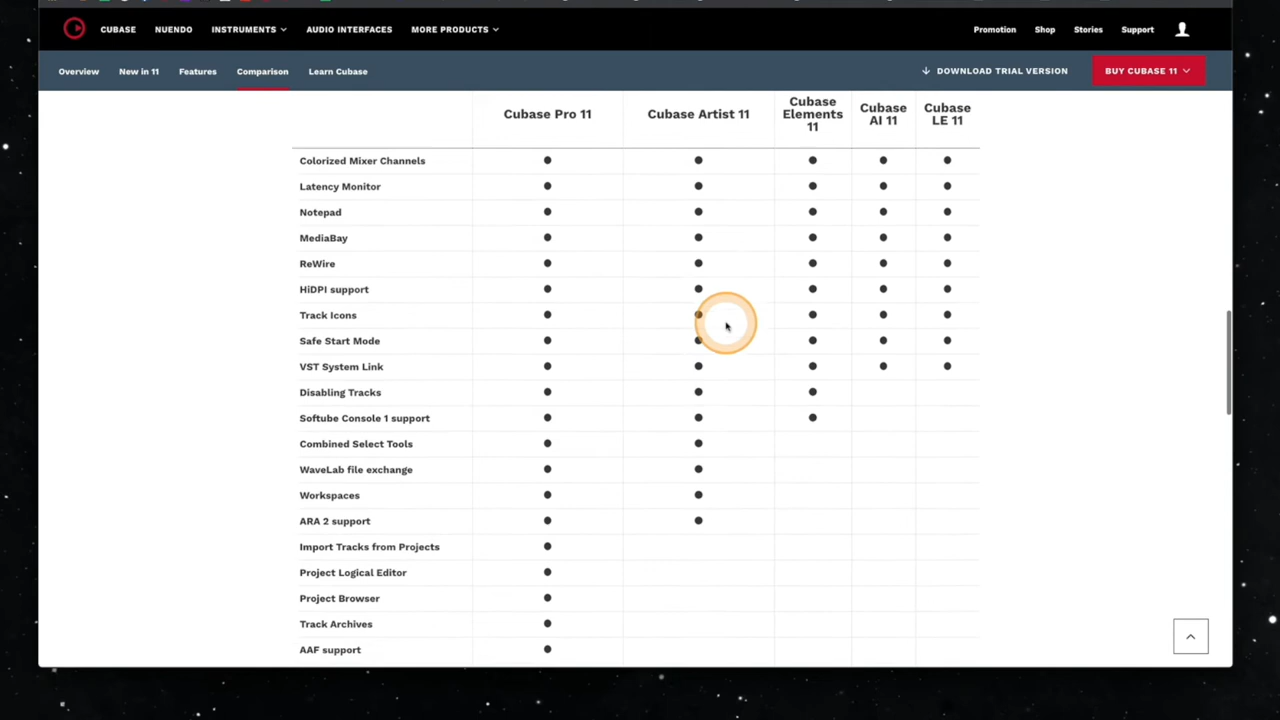 CUBASE NUENDO INSTRUMENTS AUDIO INTERFACES MORE PRODUCTS Promotion Shop Stories Support
Overview New in 11 Features Comparison Learn Cubase DOWNLOAD TRIAL VERSION BUY CUBASE 11
Cubase Pro 11 Cubase Artist 11 Cubase Elements 11 Cubase AI 11 Cubase LE 11
Colorized Mixer Channels
Latency Monitor
Notepad
MediaBay
ReWire
HiDPI support
Track Icons
Safe Start Mode
VST System Link
Disabling Tracks
Softube Console 1 support
Combined Select Tools
WaveLab file exchange
Workspaces
ARA 2 support
Import Tracks from Projects
Project Logical Editor
Project Browser
Track Archives
AAF support